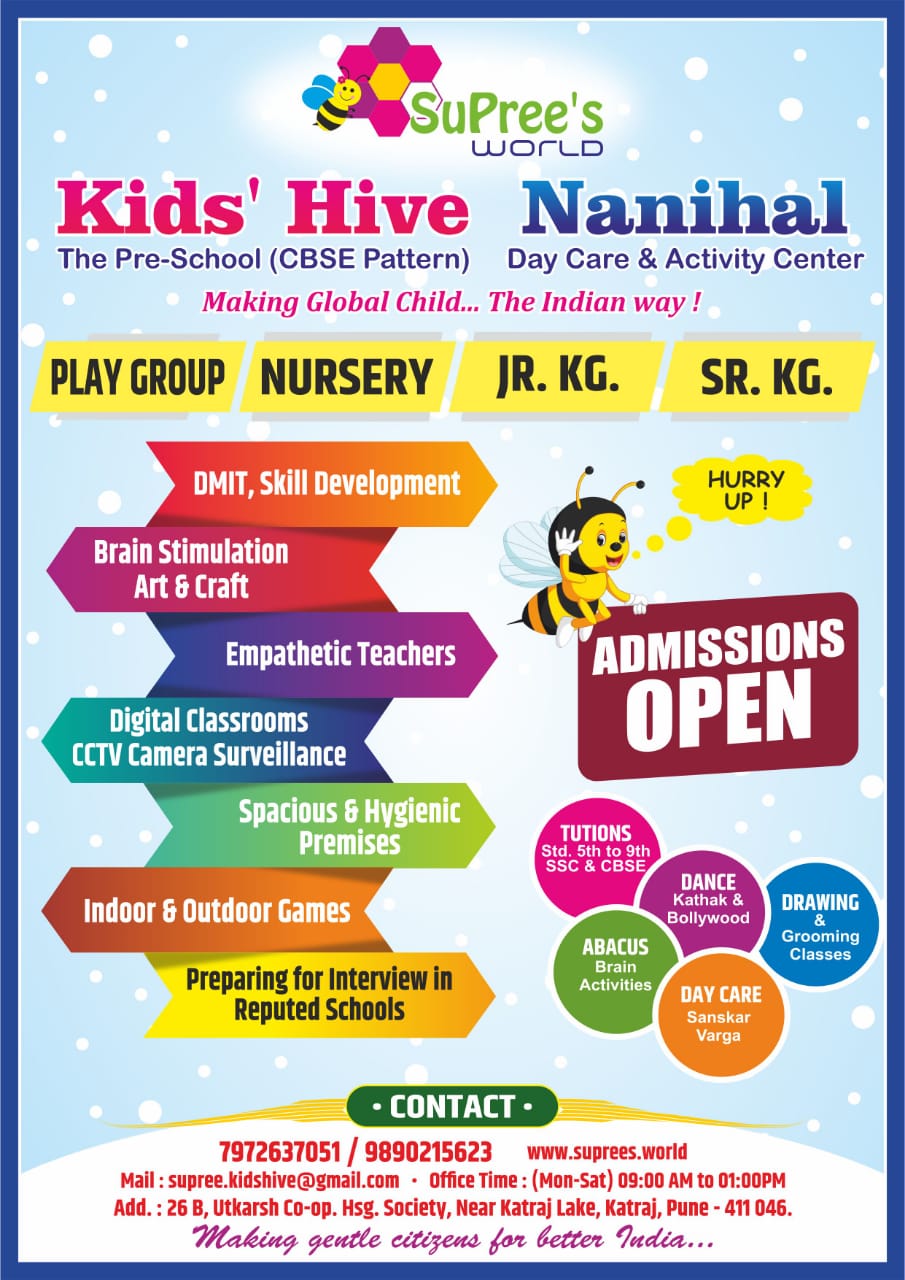 SuPree's
WORLD
Kids' Hive
The Pre-School (CBSE Pattern)
Nanihal
Day Care & Activity Center
Making Global Child... The Indian way !
PLAY GROUP
NURSERY
JR. KG.
SR. KG.
DMIT, Skill Development
Brain Stimulation
Art & Craft
Empathetic Teachers
Digital Classrooms
CCTV Camera Surveillance
Spacious & Hygienic
Premises
Indoor & Outdoor Games
Preparing for Interview in
Reputed Schools
HURRY
UP !
ADMISSIONS
OPEN
TUTIONS
Std. 5th to 9th
SSC & CBSE
DANCE
Kathak &
Bollywood
DRAWING
&
Grooming
Classes
ABACUS
Brain
Activities
DAY CARE
Sanskar
Varga
• CONTACT •
7972637051 / 9890215623 www.suprees.world
Mail : supree.kidshive@gmail.com • Office Time : (Mon-Sat) 09:00 AM to 01:00PM
Add. : 26 B, Utkarsh Co-op. Hsg. Society, Near Katraj Lake, Katraj, Pune - 411 046.
Making gentle citizens for better India...